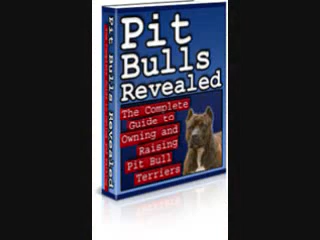 Pit
Bulls
Revealed
The Complete
Guide to
Owning and
Raising
Pit Bull
Terriers
Pit Bulls Revealed